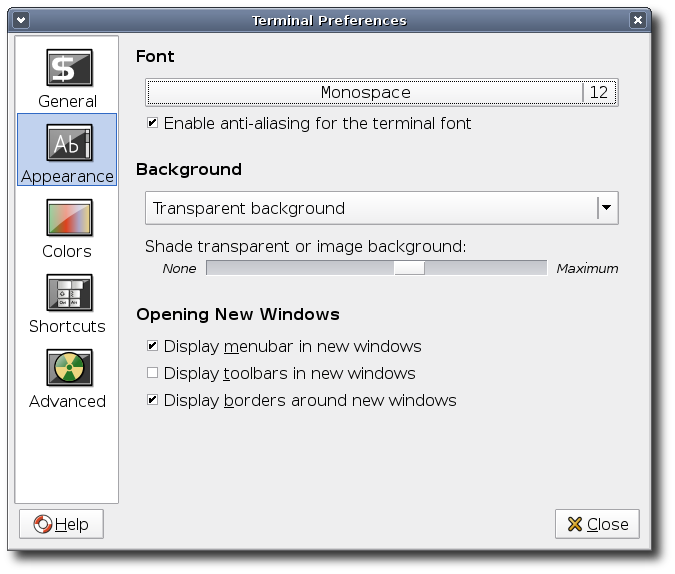 Terminal Preferences
General
Appearance
Colors
Shortcuts
Advanced
Font
Monospace 12
Enable anti-aliasing for the terminal font
Background
Transparent background
Shade transparent or image background:
None Maximum
Opening New Windows
Display menubar in new windows
Display toolbars in new windows
Display borders around new windows
Help
Close